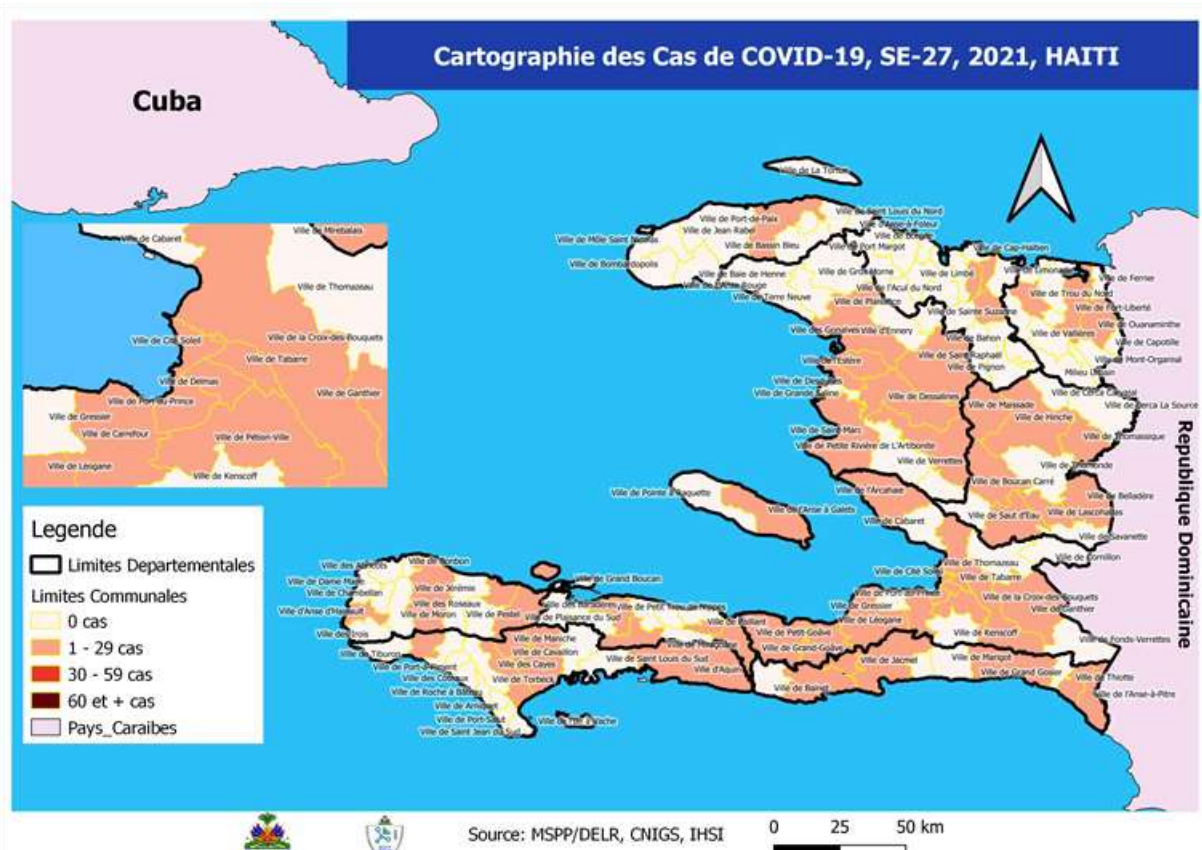 Cartographie des Cas de COVID-19, SE-27, 2021, HAITI
Cuba
Ville de La Tortue
Ville de Port-de-Paix
Ville de Saint Louis du Nord
Ville de Jean Rabel
Ville d'Anse-à-Foleur
Ville de Môle Saint Nicolas
Ville de Bassin Bleu
Ville de Port Margot
Ville de Cap-Haïtien
Ville de Bombardopolis
Ville de Baie de Henne
Ville de Gros Morne
Ville de Limbé
Ville de Limonade
Ville de Ferrier
Ville de l'Acul du Nord
Ville de Terre Neuve
Ville de Plaisance
Ville de Trou du Nord
Ville de Fort-Liberté
Ville de Sainte Suzanne
Ville des Gonaïves
Ville d'Ennery
Ville de Vallières
Ville de Ouanaminthe
Ville de Bahon
Ville de Capotille
Ville de l'Estère
Ville de Saint Raphaël
Ville de Mont-Organisé
Ville de Pignon
Milieu Urbain
Ville de Desdunes
Ville de Grande Saline
Ville de Dessalines
Ville de Maissade
Ville de Cerca Carvajal
Ville de Cerca La Source
Ville de Hinche
Ville de Saint-Marc
Ville de Petite Rivière de L'Artibonite
Ville de Thomassique
Ville de Verrettes
Ville de Thomonde
Ville de Boucan Carré
Ville de Pointe à Raquette
Ville de l'Arcahaie
Ville de Belladère
Ville de l'Anse à Galets
Ville de Cabaret
Ville de Saut d'Eau
Ville de Lascohabas
Ville de Savanette
Ville de Cornillon
Ville de Thomazeau
Ville de Cité Soleil
Ville de Tabarre
Ville de Port-au-Prince
Ville de la Croix-des-Bouquets
Ville de Gressier
Ville de Ganthier
Ville de Léogane
Ville de Petit-Goâve
Ville de Grand-Goâve
Ville de Kenscoff
Ville de Fonds-Verrettes
Ville de Jacmel
Ville de Marigot
Ville de Grand Gosier
Ville de Thiotte
Ville de Bainet
Ville de l'Anse-à-Pitre
Ville des Abricots
Ville de Bonbon
Ville de Dame Marie
Ville de Chambellan
Ville de Jérémie
Ville de Grand Boucan
Ville d'Anse d'Hainault
Ville des Roseaux
Ville de Moron
Ville de Pestel
Ville des Baradères
Ville de Plaisance du Sud
Ville de Petit Trou de Nippes
Ville de Paillant
Ville des Irois
Ville de Tiburon
Ville de Maniche
Ville de Cavaillon
Ville de Saint Louis du Sud
Ville d'Aquin
Ville de Port-à-Piment
Ville des Cayes
Ville des Coteaux
Ville de Torbeck
Ville de Roche à Bateau
Ville de Arniquet
Ville de Port-Salut
Ville de Saint Jean du Sud
Ville de l'Ile à Vache
Republique Dominicaine
Ville de Cabaret
Ville de Mirebalais
Ville de Thomazeau
Ville de Cité Soleil
Ville de la Croix-des-Bouquets
Ville de Tabarre
Ville de Delmas
Ville de Port-au-Prince
Ville de Ganthier
Ville de Gressier
Ville de Carrefour
Ville de Pétion-Ville
Ville de Léogane
Ville de Kenscoff
Legende
Limites Departementales
Limites Communales
0 cas
1 - 29 cas
30 - 59 cas
60 et + cas
Pays_Caraibes
Source: MSPP/DELR, CNIGS, IHSI
0 25 50 km